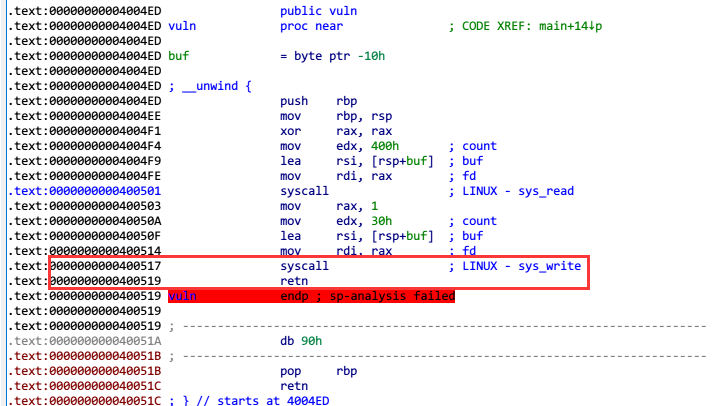 .text:00000000004004ED public vuln
.text:00000000004004ED vuln proc near ; CODE XREF: main+14↓p
.text:00000000004004ED
.text:00000000004004ED buf = byte ptr -10h
.text:00000000004004ED
.text:00000000004004ED ; __unwind {
.text:00000000004004ED push rbp
.text:00000000004004EE mov rbp, rsp
.text:00000000004004F1 xor rax, rax
.text:00000000004004F4 mov edx, 400h ; count
.text:00000000004004F9 lea rsi, [rsp+buf] ; buf
.text:00000000004004FE mov rdi, rax ; fd
.text:0000000000400501 syscall ; LINUX - sys_read
.text:0000000000400503 mov rax, 1
.text:000000000040050A mov edx, 30h ; count
.text:000000000040050F lea rsi, [rsp+buf] ; buf
.text:0000000000400514 mov rdi, rax ; fd
.text:0000000000400517 syscall ; LINUX - sys_write
.text:0000000000400519 retn
.text:0000000000400519 vuln endp ; sp-analysis failed
.text:0000000000400519
.text:0000000000400519 ; ---------------------------------------------------------------------------
.text:000000000040051A db 90h
.text:000000000040051B ; ---------------------------------------------------------------------------
.text:000000000040051B pop rbp
.text:000000000040051C retn
.text:000000000040051C ; } // starts at 4004ED